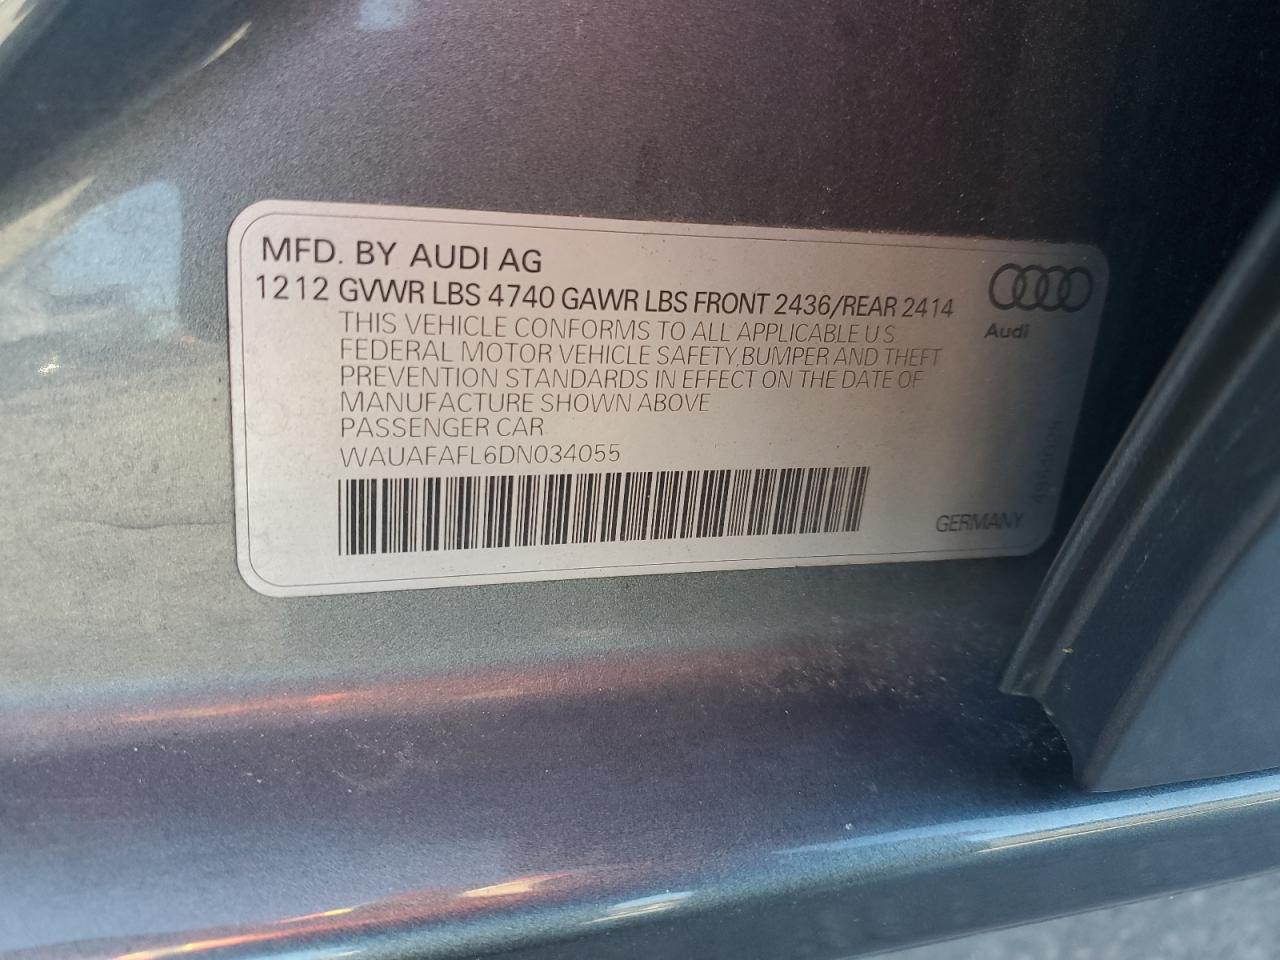 MFD. BY AUDI AG
1212 GVWR LBS 4740 GAWR LBS FRONT 2436/REAR 2414
THIS VEHICLE CONFORMS TO ALL APPLICABLE U S
FEDERAL MOTOR VEHICLE SAFETY, BUMPER AND THEFT
PREVENTION STANDARDS IN EFFECT ON THE DATE OF
MANUFACTURE SHOWN ABOVE
PASSENGER CAR
WAUAFAFL6DN034055
Audi
GERMANY